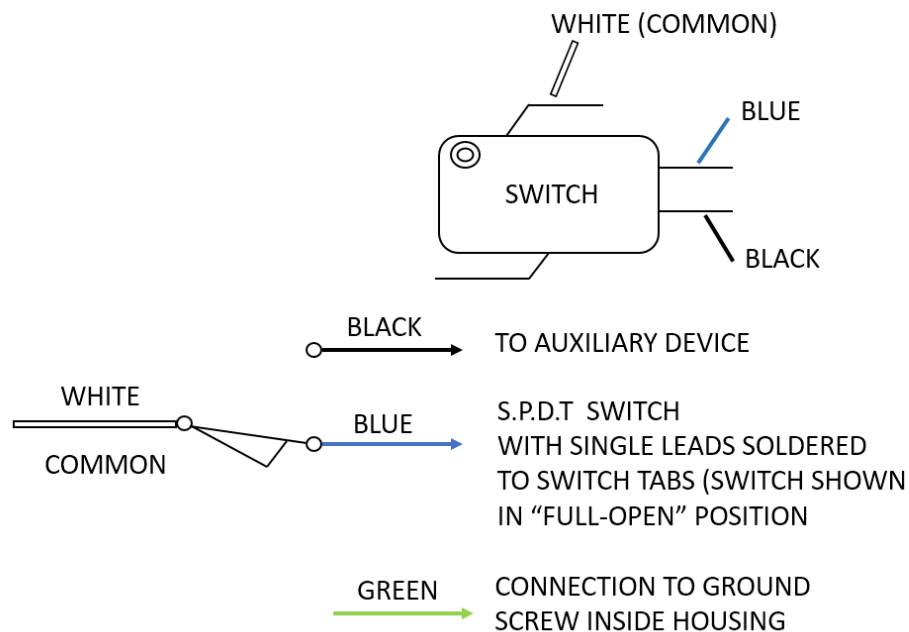 WHITE (COMMON)
BLUE
SWITCH
BLACK
BLACK
TO AUXILIARY DEVICE
WHITE
COMMON
BLUE
S.P.D.T SWITCH
WITH SINGLE LEADS SOLDERED
TO SWITCH TABS (SWITCH SHOWN
IN “FULL-OPEN” POSITION
GREEN
CONNECTION TO GROUND
SCREW INSIDE HOUSING